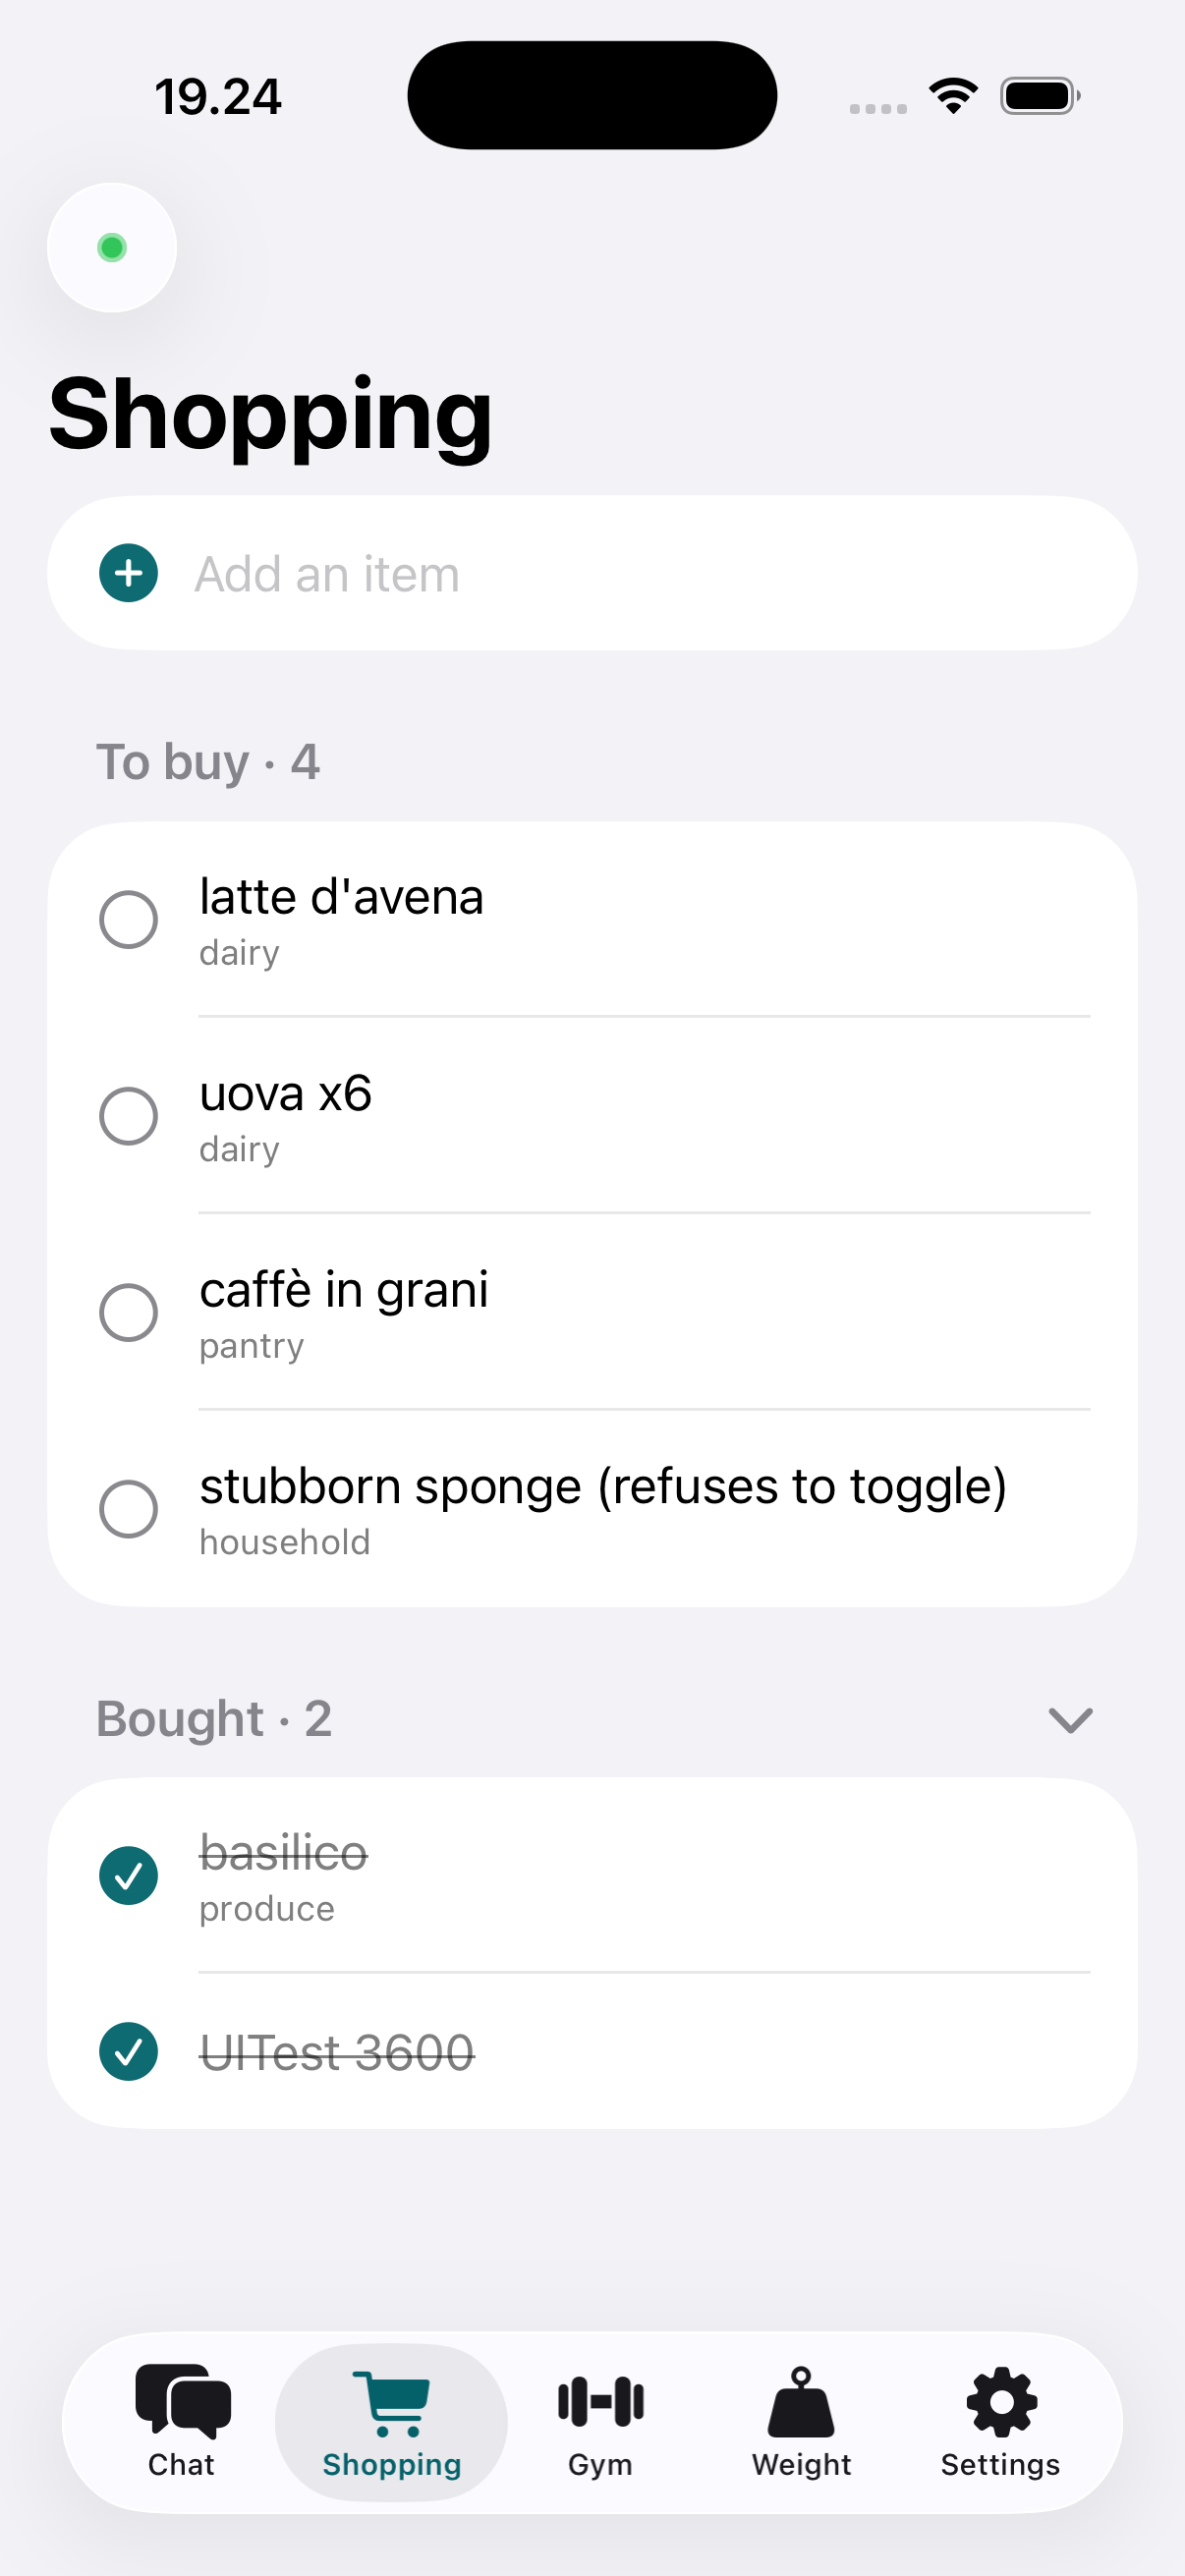 19.24
Shopping
Add an item
To buy · 4
latte d'avena
dairy
uova x6
dairy
caffè in grani
pantry
stubborn sponge (refuses to toggle)
household
Bought · 2
basilico
produce
UITest 3600
Chat
Shopping
Gym
Weight
Settings